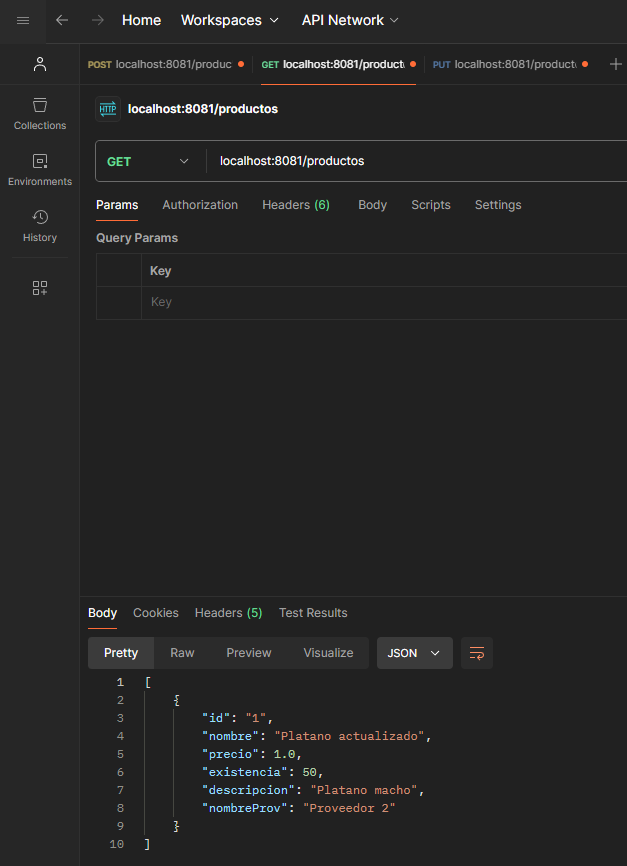 Home Workspaces API Network
POST localhost:8081/produc GET localhost:8081/product PUT localhost:8081/product
Collections
Environments
History
HTTP localhost:8081/productos
GET localhost:8081/productos
Params Authorization Headers (6) Body Scripts Settings
Query Params
Key
Key
Body Cookies Headers (5) Test Results
Pretty Raw Preview Visualize JSON
1 [
2 {
3 "id": "1",
4 "nombre": "Platano actualizado",
5 "precio": 1.0,
6 "existencia": 50,
7 "descripcion": "Platano macho",
8 "nombreProv": "Proveedor 2"
9 }
10 ]